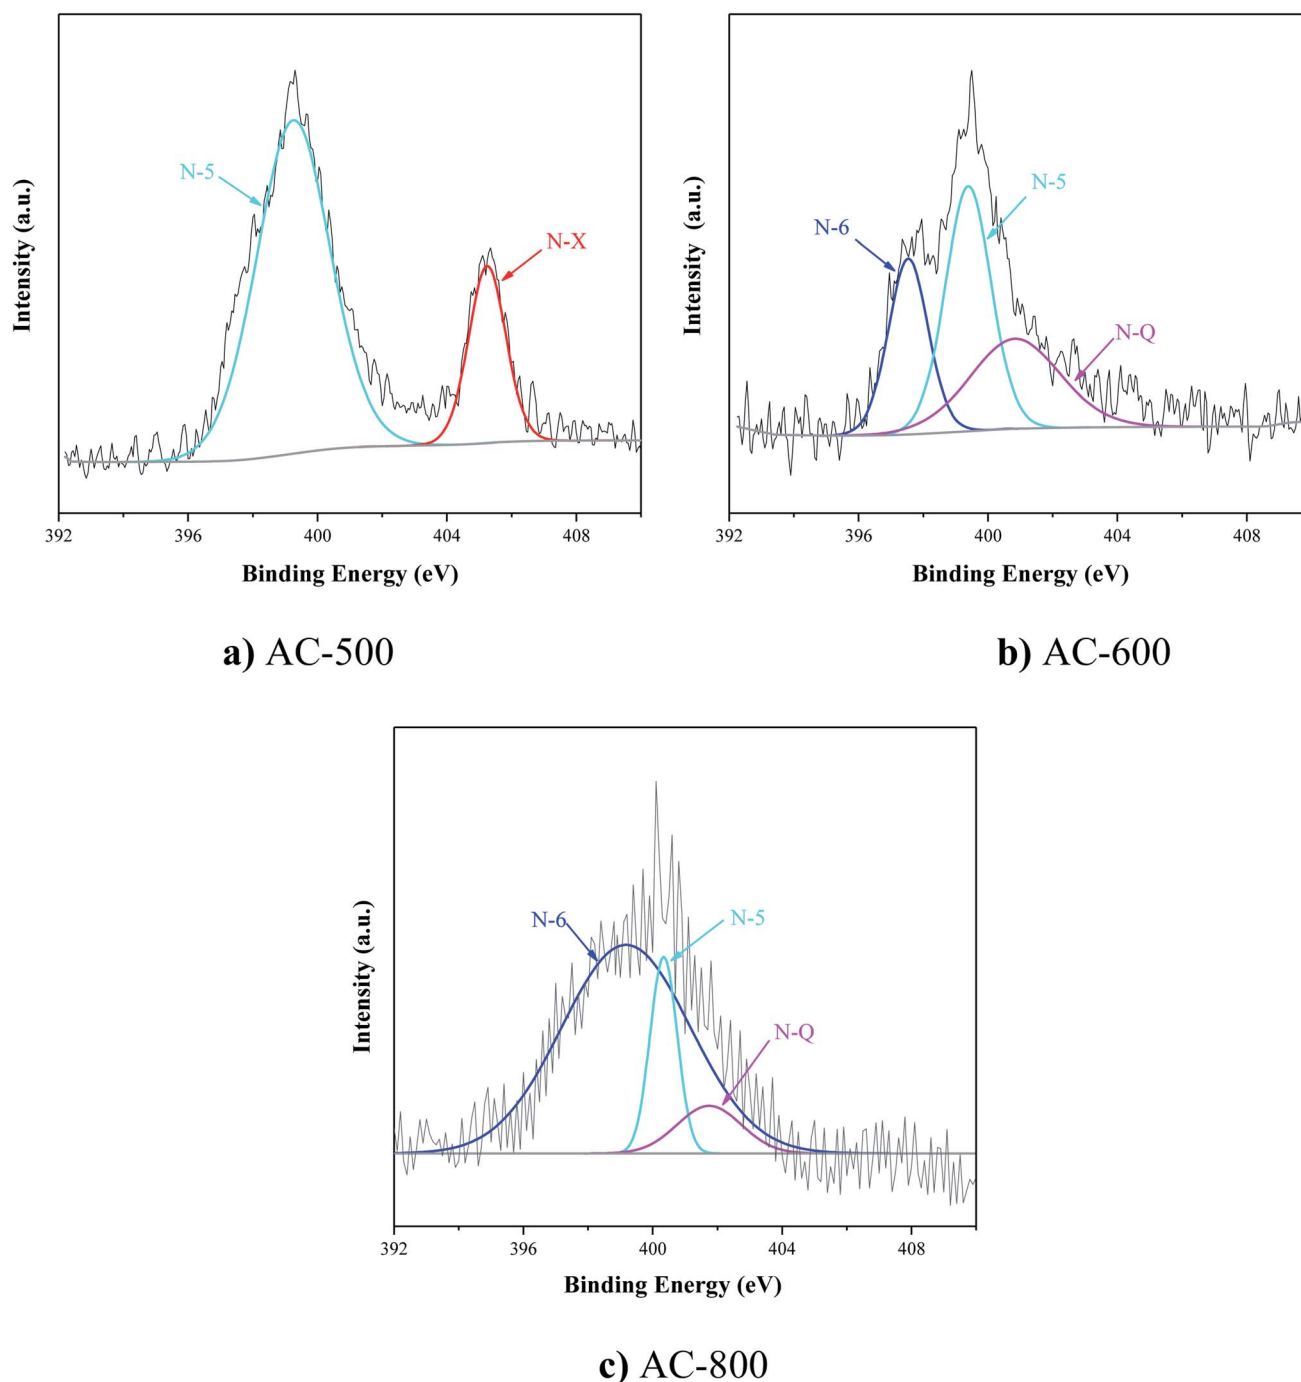 N-5
N-X
Intensity (a.u.)
392 396 400 404 408
Binding Energy (eV)
a) AC-500
N-6
N-5
N-Q
Intensity (a.u.)
392 396 400 404 408
Binding Energy (eV)
b) AC-600
N-6
N-5
N-Q
Intensity (a.u.)
392 396 400 404 408
Binding Energy (eV)
c) AC-800